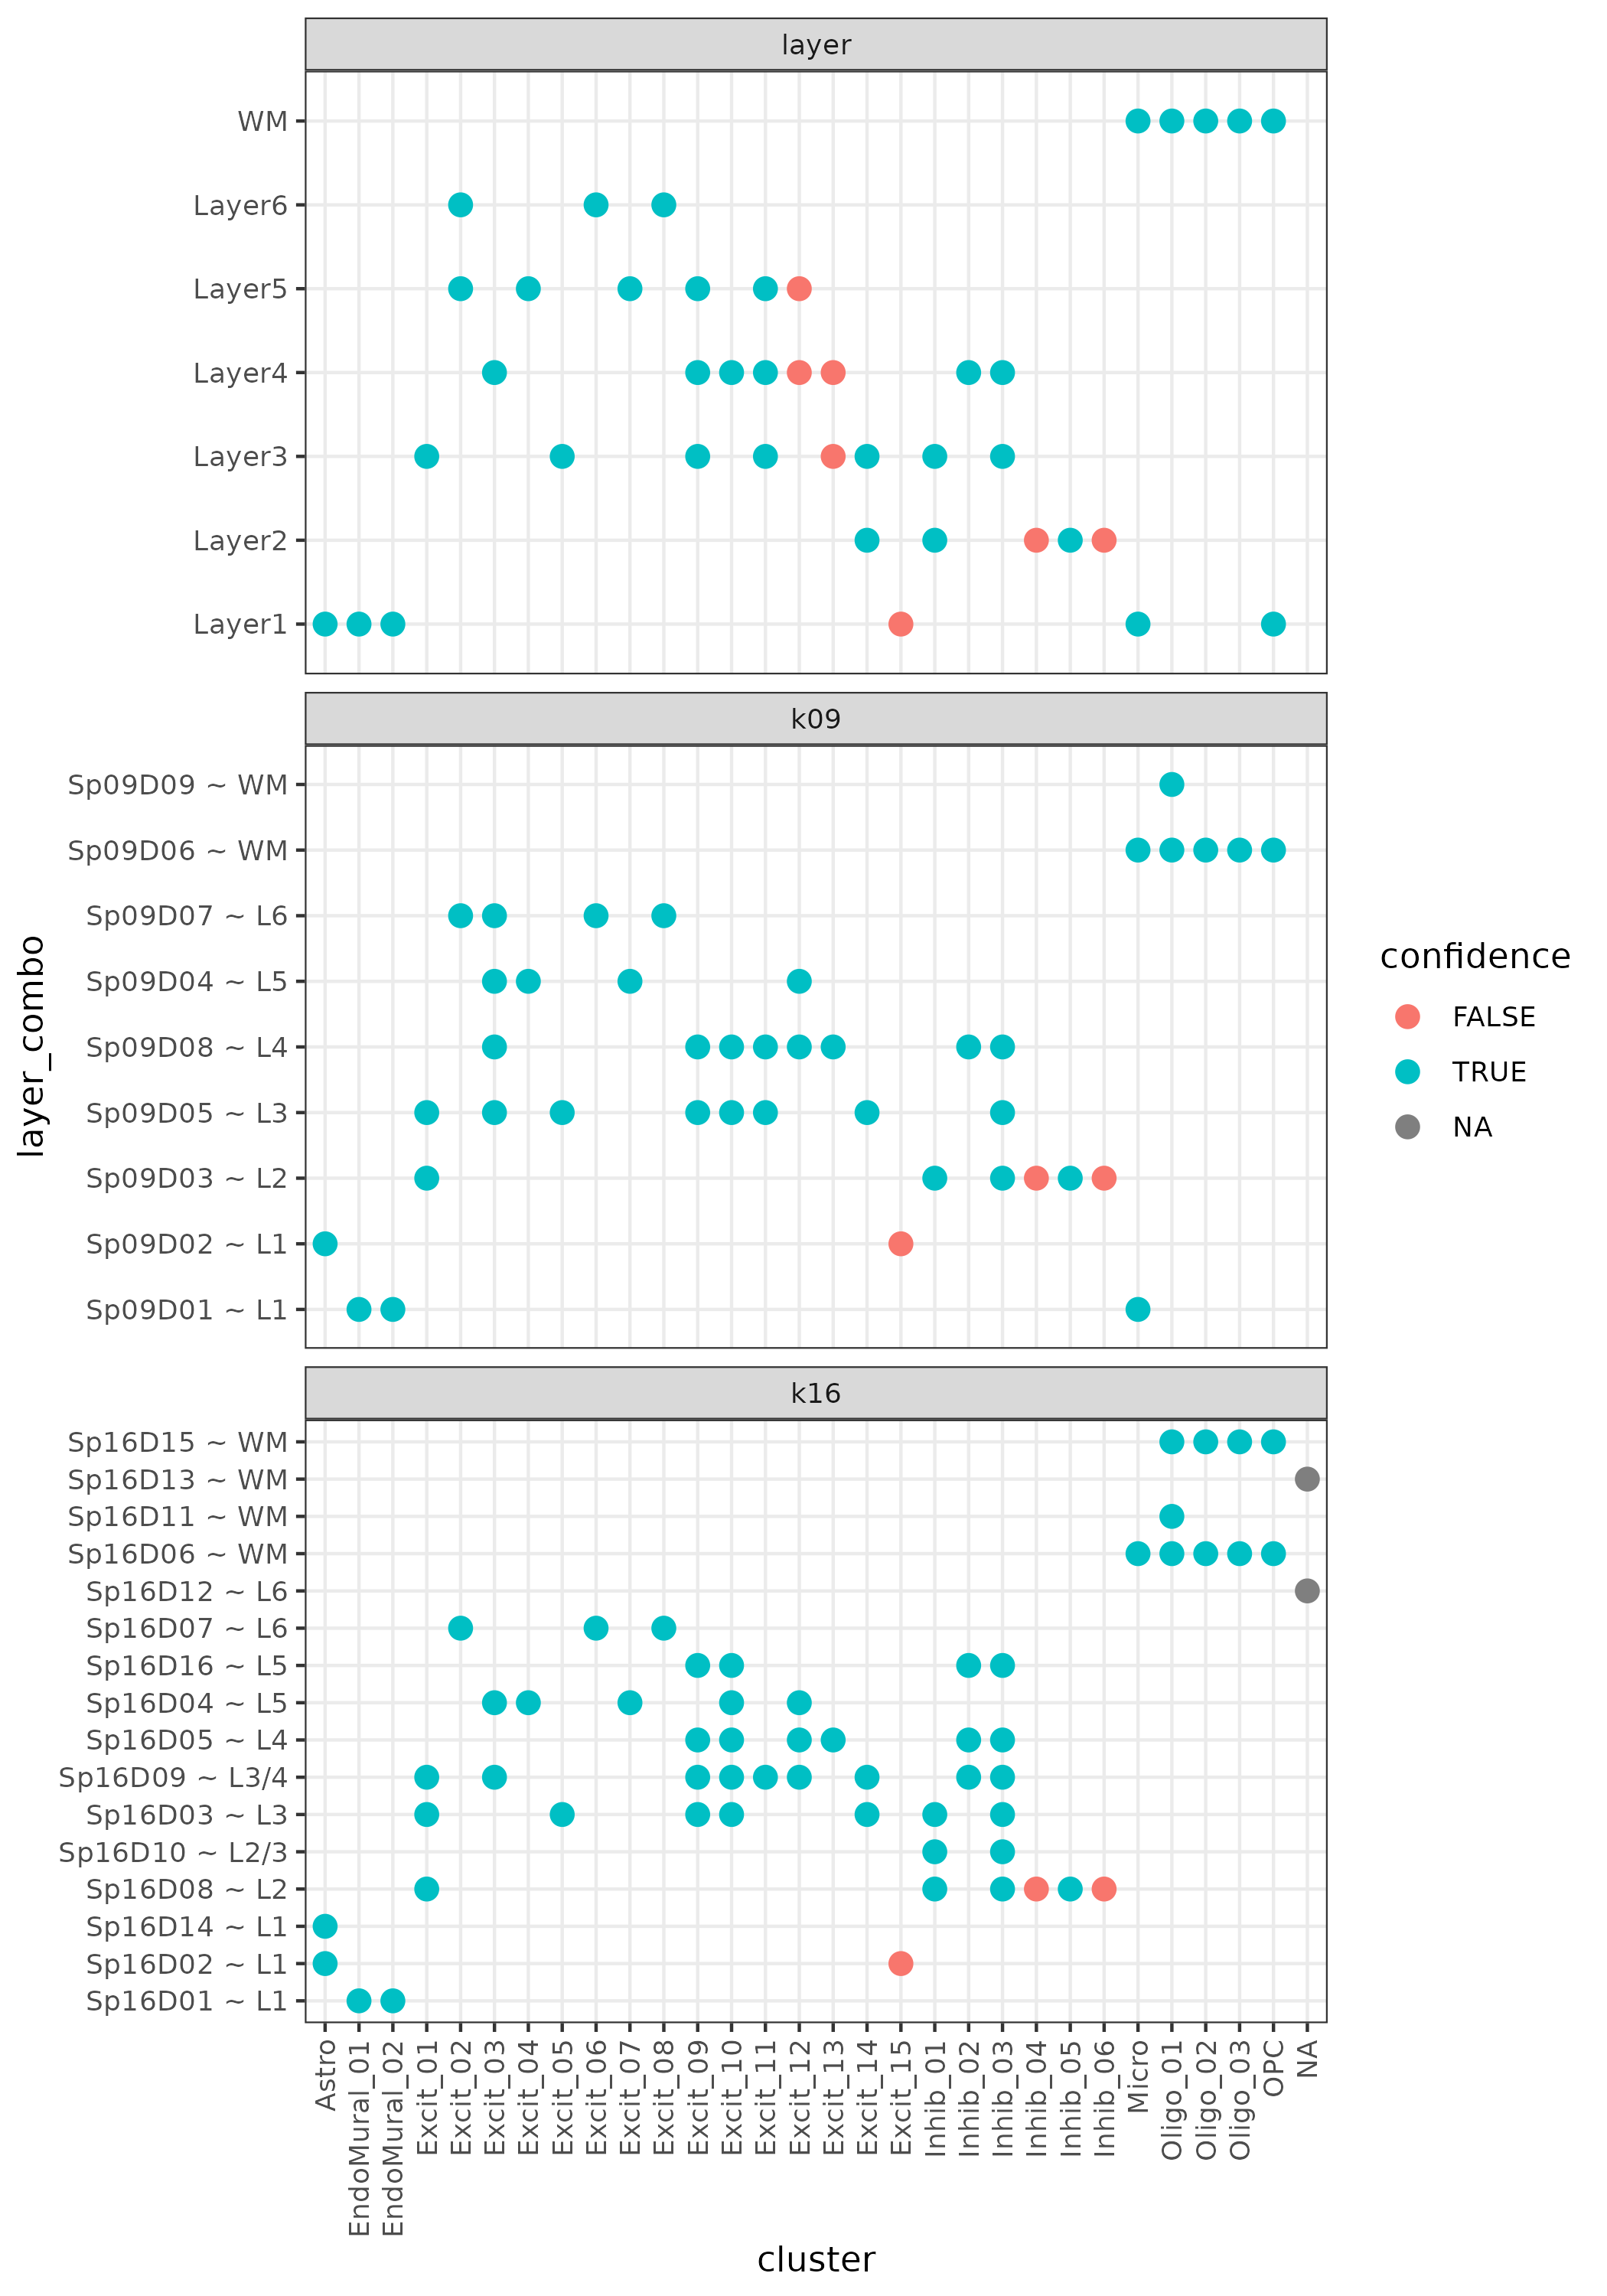 layer
WM
Layer6
Layer5
Layer4
Layer3
Layer2
Layer1
k09
Sp09D09 ~ WM
Sp09D06 ~ WM
Sp09D07 ~ L6
Sp09D04 ~ L5
Sp09D08 ~ L4
Sp09D05 ~ L3
Sp09D03 ~ L2
Sp09D02 ~ L1
Sp09D01 ~ L1
k16
Sp16D15 ~ WM
Sp16D13 ~ WM
Sp16D11 ~ WM
Sp16D06 ~ WM
Sp16D12 ~ L6
Sp16D07 ~ L6
Sp16D16 ~ L5
Sp16D04 ~ L5
Sp16D05 ~ L4
Sp16D09 ~ L3/4
Sp16D03 ~ L3
Sp16D10 ~ L2/3
Sp16D08 ~ L2
Sp16D14 ~ L1
Sp16D02 ~ L1
Sp16D01 ~ L1
layer_combo
Astro
EndoMural_01
EndoMural_02
Excit_01
Excit_02
Excit_03
Excit_04
Excit_05
Excit_06
Excit_07
Excit_08
Excit_09
Excit_10
Excit_11
Excit_12
Excit_13
Excit_14
Excit_15
Inhib_01
Inhib_02
Inhib_03
Inhib_04
Inhib_05
Inhib_06
Micro
Oligo_01
Oligo_02
Oligo_03
OPC
NA
cluster
confidence
FALSE
TRUE
NA